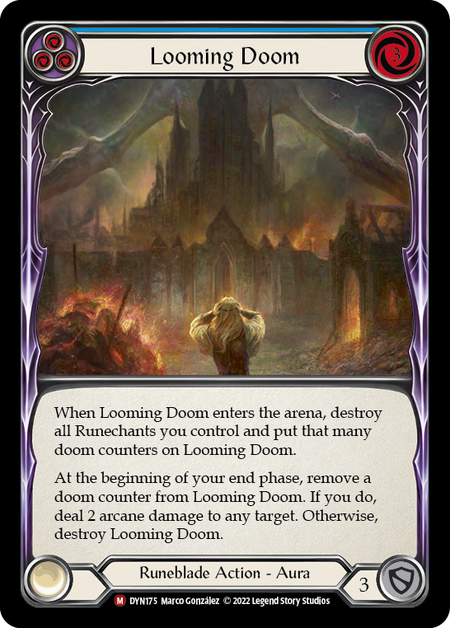 3
Looming Doom
When Looming Doom enters the arena, destroy
all Runechants you control and put that many
doom counters on Looming Doom.
At the beginning of your end phase, remove a
doom counter from Looming Doom. If you do,
deal 2 arcane damage to any target. Otherwise,
destroy Looming Doom.
Runeblade Action - Aura
3
M DYN175 Marco González © 2022 Legend Story Studios